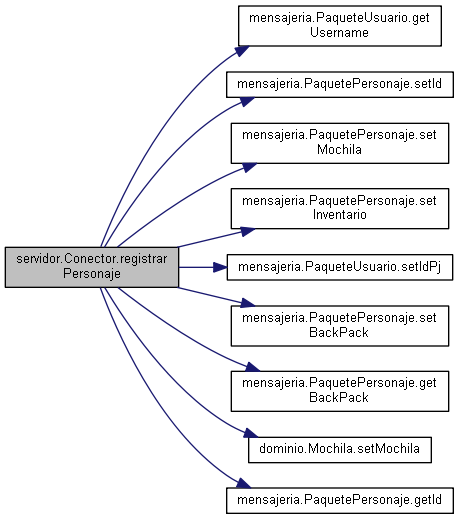 mensajeria.PaqueteUsuario.get
Username
mensajeria.PaquetePersonaje.setId
mensajeria.PaquetePersonaje.set
Mochila
mensajeria.PaquetePersonaje.set
Inventario
servidor.Conector.registrar
Personaje
mensajeria.PaqueteUsuario.setIdPj
mensajeria.PaquetePersonaje.set
BackPack
mensajeria.PaquetePersonaje.get
BackPack
dominio.Mochila.setMochila
mensajeria.PaquetePersonaje.getId